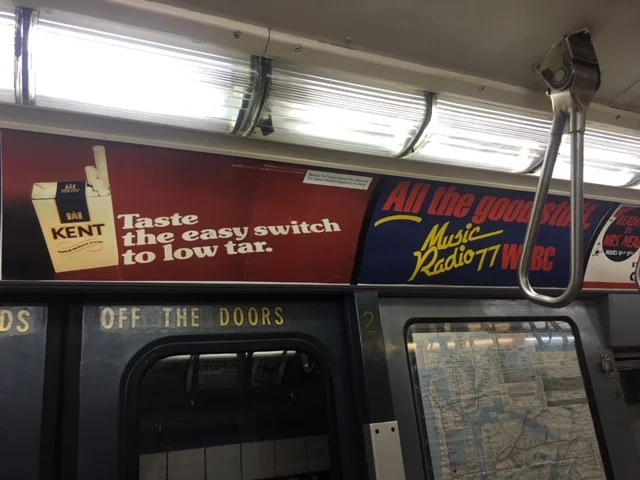 KENT
Taste
the easy switch
to low tar.
All the good stuff.
Music
Radio 77 WABC
DS
OFF THE DOORS
2